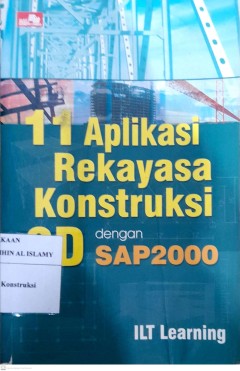 11 Aplikasi
Rekayasa
Konstruksi
D dengan
SAP2000
KAAN
IHIN AL ISLAMY
Konstruksi
ILT Learning